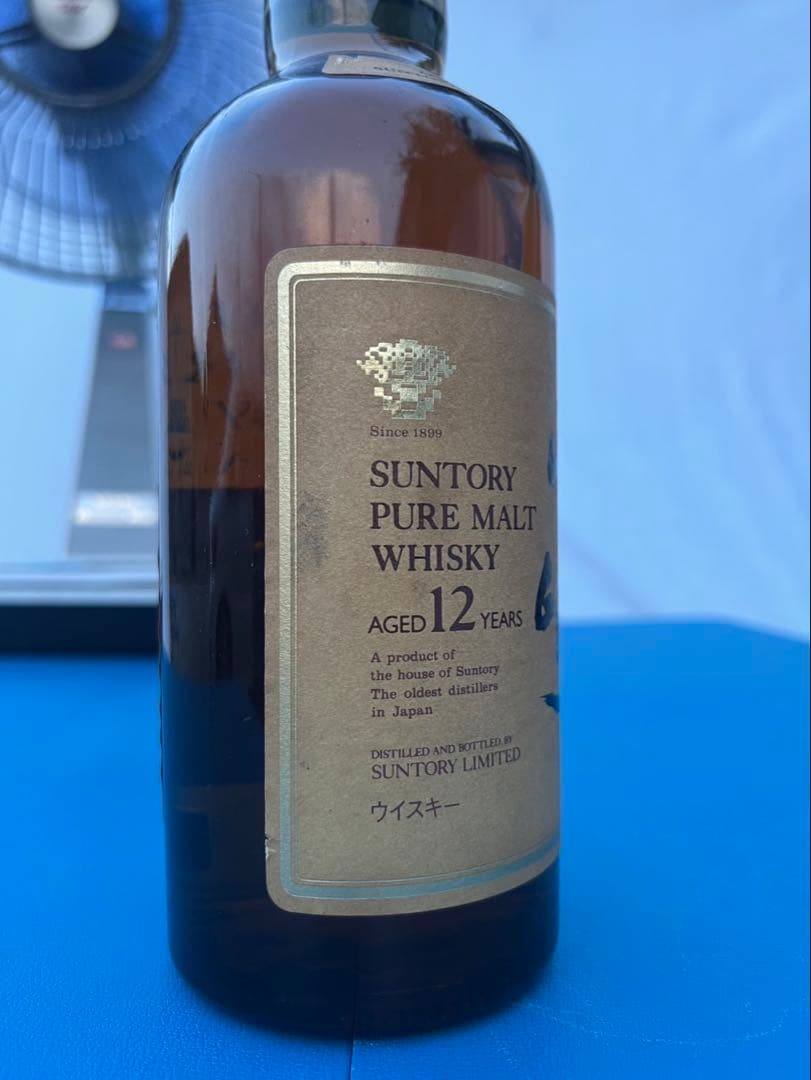 Since 1899
SUNTORY
PURE MALT
WHISKY
AGED 12 YEARS
A product of
the house of Suntory
The oldest distillers
in Japan
DISTILLED AND BOTTLED BY
SUNTORY LIMITED
ウイスキー